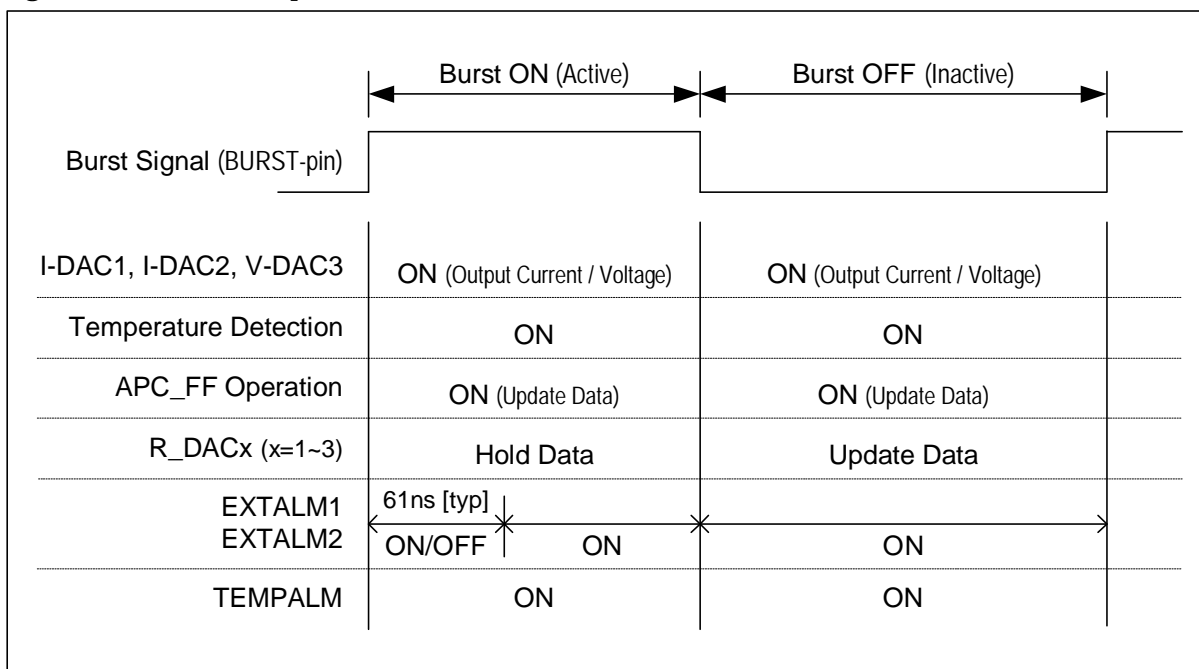 Burst ON (Active) Burst OFF (Inactive)
Burst Signal (BURST-pin)
I-DAC1, I-DAC2, V-DAC3 ON (Output Current / Voltage) ON (Output Current / Voltage)
Temperature Detection ON ON
APC_FF Operation ON (Update Data) ON (Update Data)
R_DACx (x=1~3) Hold Data Update Data
EXTALM1 61ns [typ]
EXTALM2 ON/OFF ON ON
TEMPALM ON ON